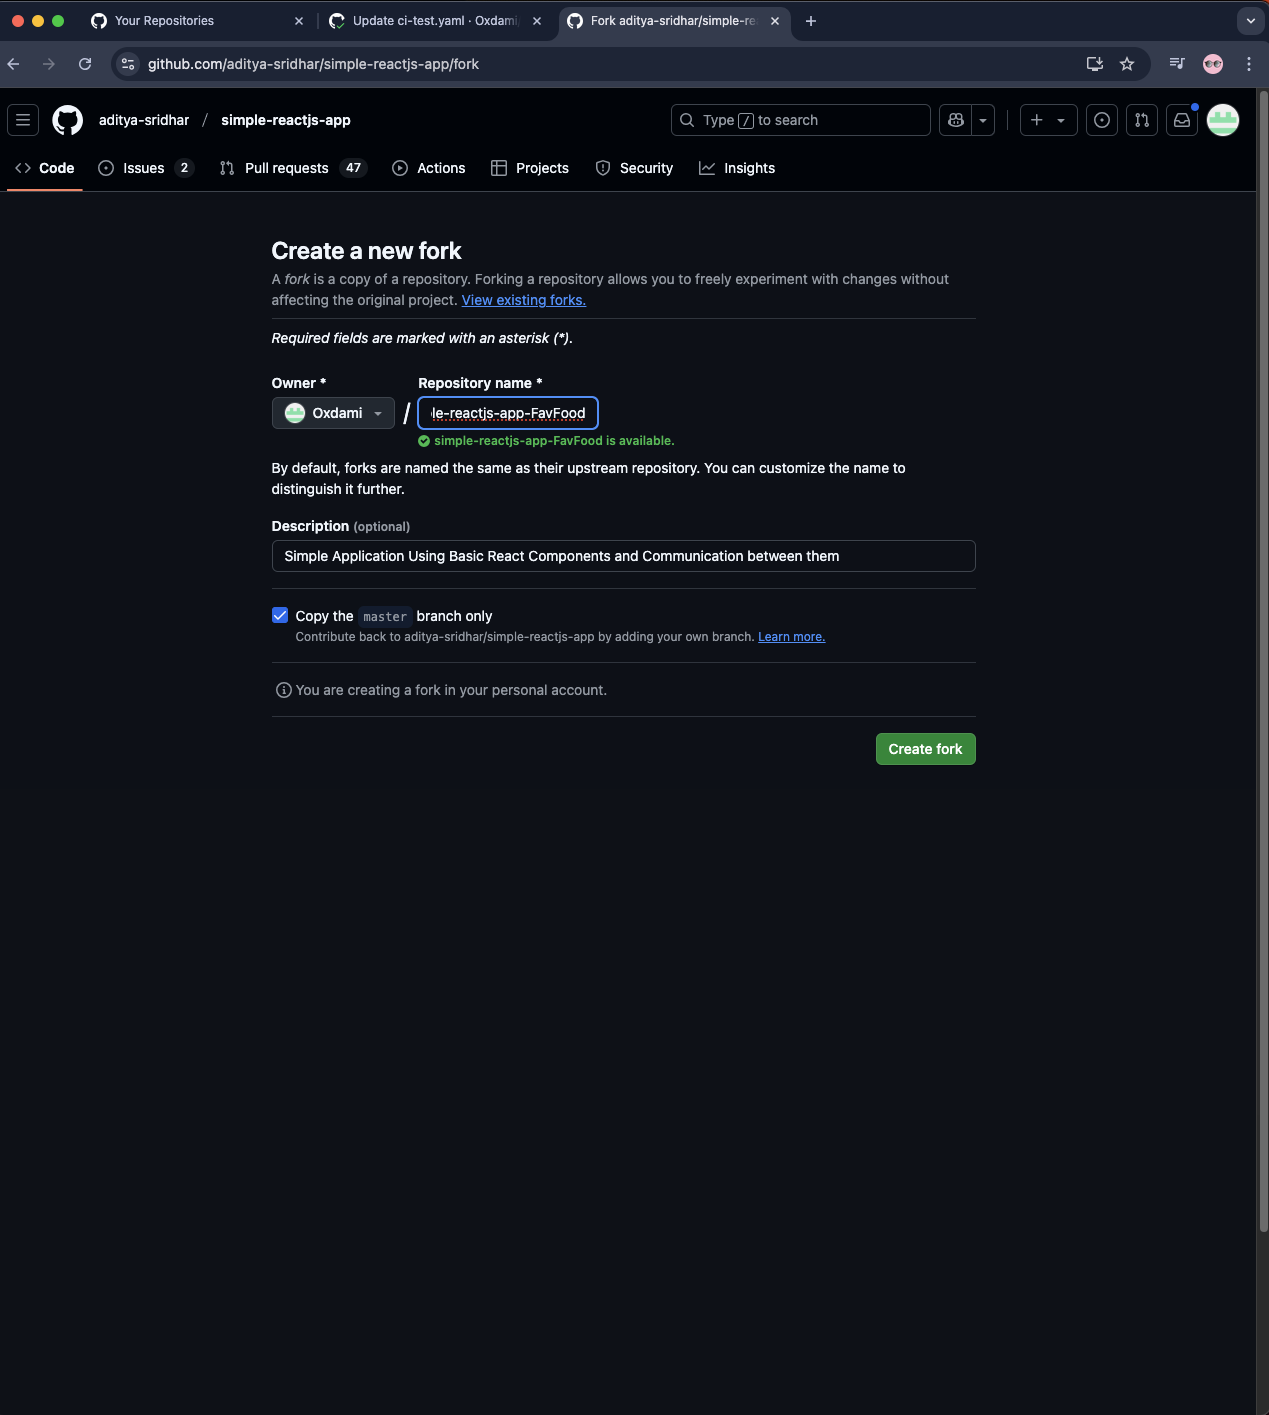 Your Repositories
Update ci-test.yaml · Oxdami
Fork aditya-sridhar/simple-re
github.com/aditya-sridhar/simple-reactjs-app/fork
aditya-sridhar / simple-reactjs-app
Type / to search
Code
Issues 2
Pull requests 47
Actions
Projects
Security
Insights
Create a new fork
A fork is a copy of a repository. Forking a repository allows you to freely experiment with changes without
affecting the original project. View existing forks.
Required fields are marked with an asterisk (*).
Owner *
Repository name *
Oxdami
/
le-reactjs-app-FavFood
simple-reactjs-app-FavFood is available.
By default, forks are named the same as their upstream repository. You can customize the name to
distinguish it further.
Description (optional)
Simple Application Using Basic React Components and Communication between them
Copy the master branch only
Contribute back to aditya-sridhar/simple-reactjs-app by adding your own branch. Learn more.
You are creating a fork in your personal account.
Create fork